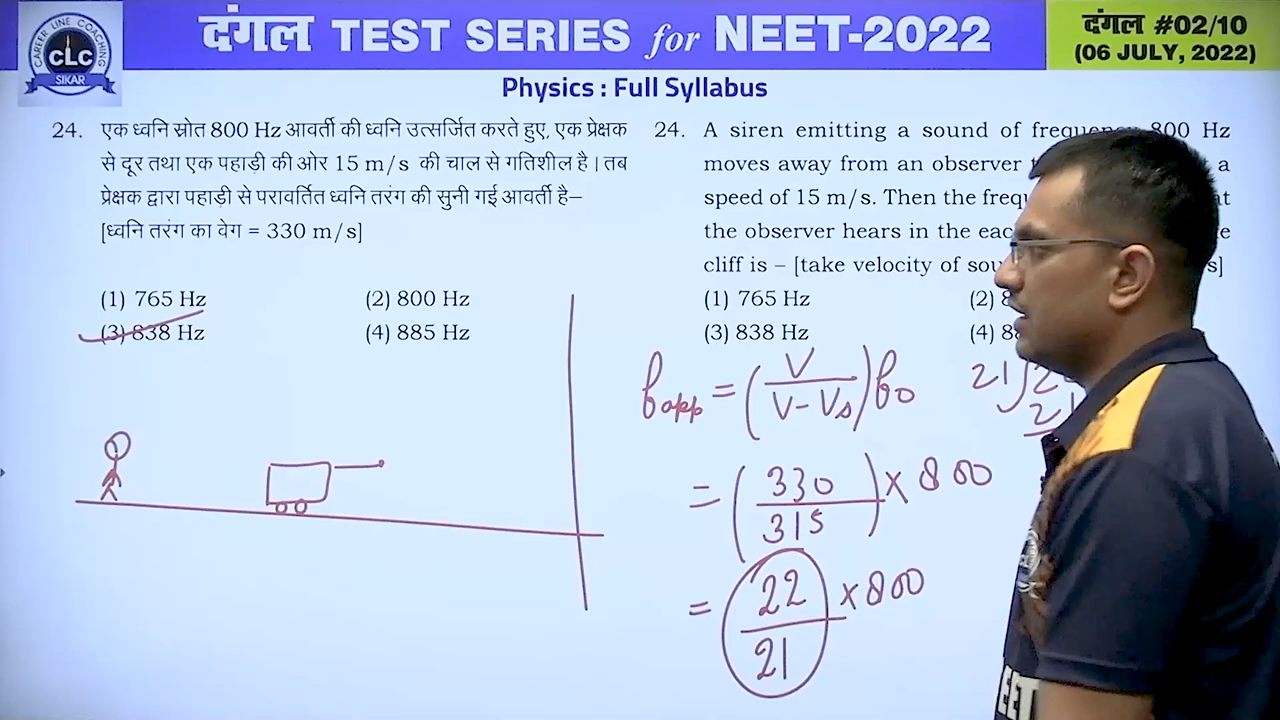 CAREER LINE COACHING
CLC
SIKAR
दंगल TEST SERIES for NEET-2022
दंगल #02/10
(06 JULY, 2022)
Physics : Full Syllabus
24. एक ध्वनि स्रोत 800 Hz आवर्ती की ध्वनि उत्सर्जित करते हुए, एक प्रेक्षक
से दूर तथा एक पहाड़ी की ओर 15 m/s की चाल से गतिशील है। तब
प्रेक्षक द्वारा पहाड़ी से परावर्तित ध्वनि तरंग की सुनी गई आवर्ती है–
[ध्वनि तरंग का वेग = 330 m/s]
(1) 765 Hz (2) 800 Hz
(3) 838 Hz (4) 885 Hz
24. A siren emitting a sound of frequency 800 Hz
moves away from an observer a
speed of 15 m/s. Then the
the observer hears in the
cliff is – [take velocity of
(1) 765 Hz (2)
(3) 838 Hz (4)
f_app = (V / V - Vs) f0
= (330 / 315) × 800
= 22 / 21 × 800
21